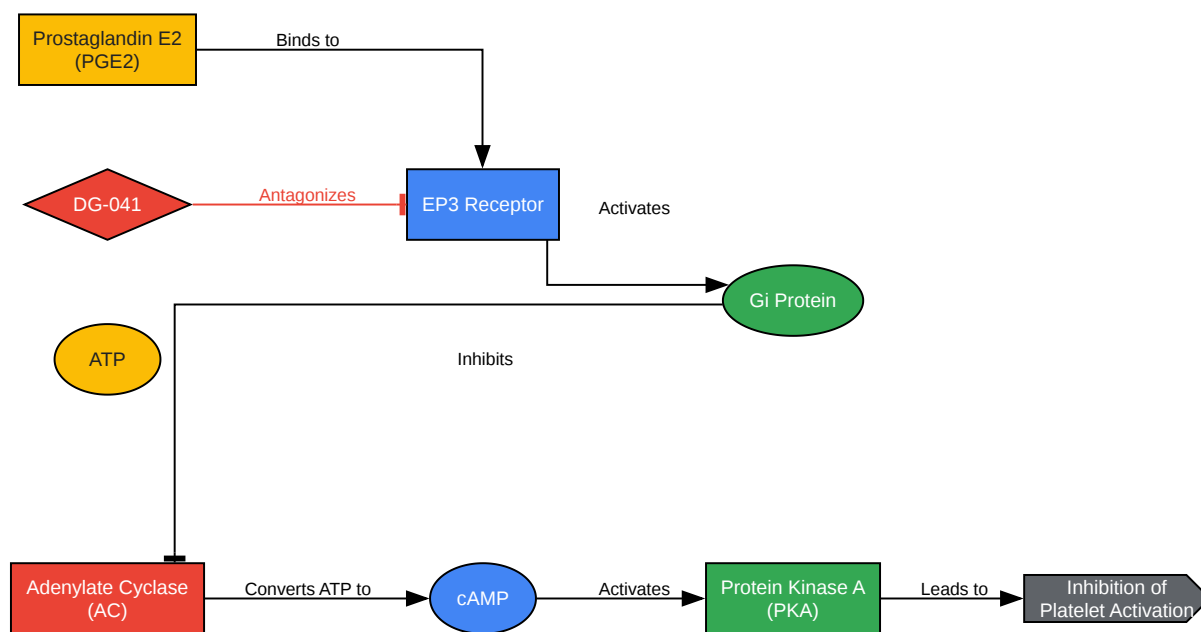 Prostaglandin E2
(PGE2)
Binds to
DG-041
Antagonizes
EP3 Receptor
Activates
Gi Protein
ATP
Inhibits
Adenylate Cyclase
(AC)
Converts ATP to
cAMP
Activates
Protein Kinase A
(PKA)
Leads to
Inhibition of
Platelet Activation